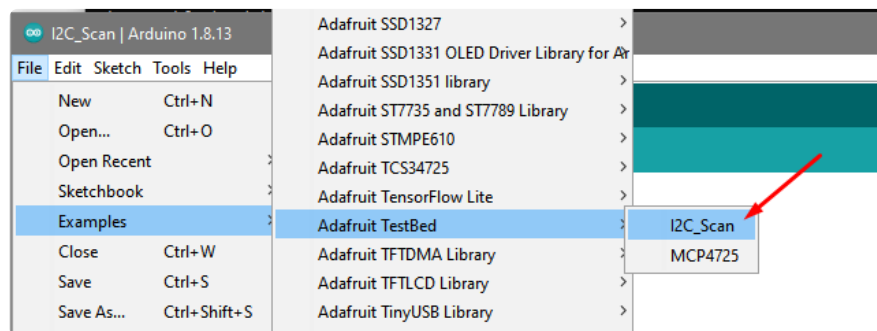 I2C_Scan | Arduino 1.8.13
File Edit Sketch Tools Help
New Ctrl+N
Open... Ctrl+O
Open Recent
Sketchbook
Examples
Close Ctrl+W
Save Ctrl+S
Save As... Ctrl+Shift+S
Adafruit SSD1327
Adafruit SSD1331 OLED Driver Library for Ar
Adafruit SSD1351 library
Adafruit ST7735 and ST7789 Library
Adafruit STMPE610
Adafruit TCS34725
Adafruit TensorFlow Lite
Adafruit TestBed
Adafruit TFTDMA Library
Adafruit TFTLCD Library
Adafruit TinyUSB Library
I2C_Scan
MCP4725